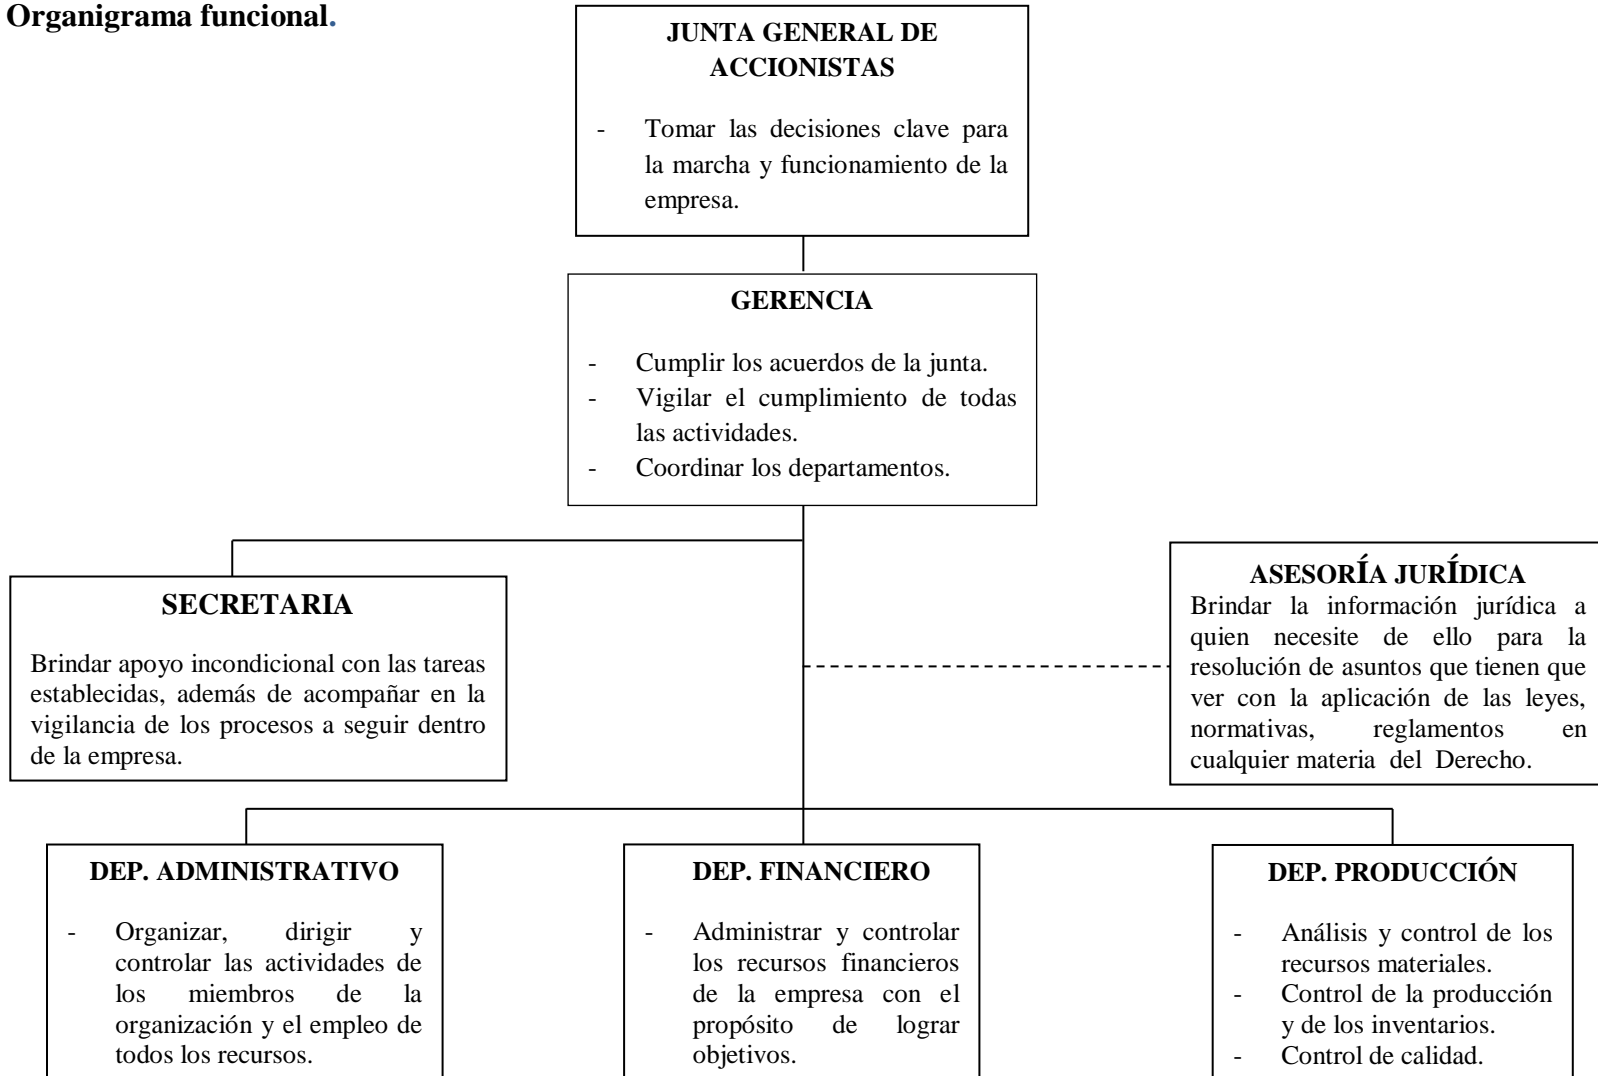 Organigrama funcional.
JUNTA GENERAL DE
ACCIONISTAS
- Tomar las decisiones clave para
la marcha y funcionamiento de la
empresa.
GERENCIA
- Cumplir los acuerdos de la junta.
- Vigilar el cumplimiento de todas
las actividades.
- Coordinar los departamentos.
SECRETARIA
Brindar apoyo incondicional con las tareas
establecidas, además de acompañar en la
vigilancia de los procesos a seguir dentro
de la empresa.
ASESORÍA JURÍDICA
Brindar la información jurídica a
quien necesite de ello para la
resolución de asuntos que tienen que
ver con la aplicación de las leyes,
normativas, reglamentos en
cualquier materia del Derecho.
DEP. ADMINISTRATIVO
- Organizar, dirigir y
controlar las actividades de
los miembros de la
organización y el empleo de
todos los recursos.
DEP. FINANCIERO
- Administrar y controlar
los recursos financieros
de la empresa con el
propósito de lograr
objetivos.
DEP. PRODUCCIÓN
- Análisis y control de los
recursos materiales.
- Control de la producción
y de los inventarios.
- Control de calidad.